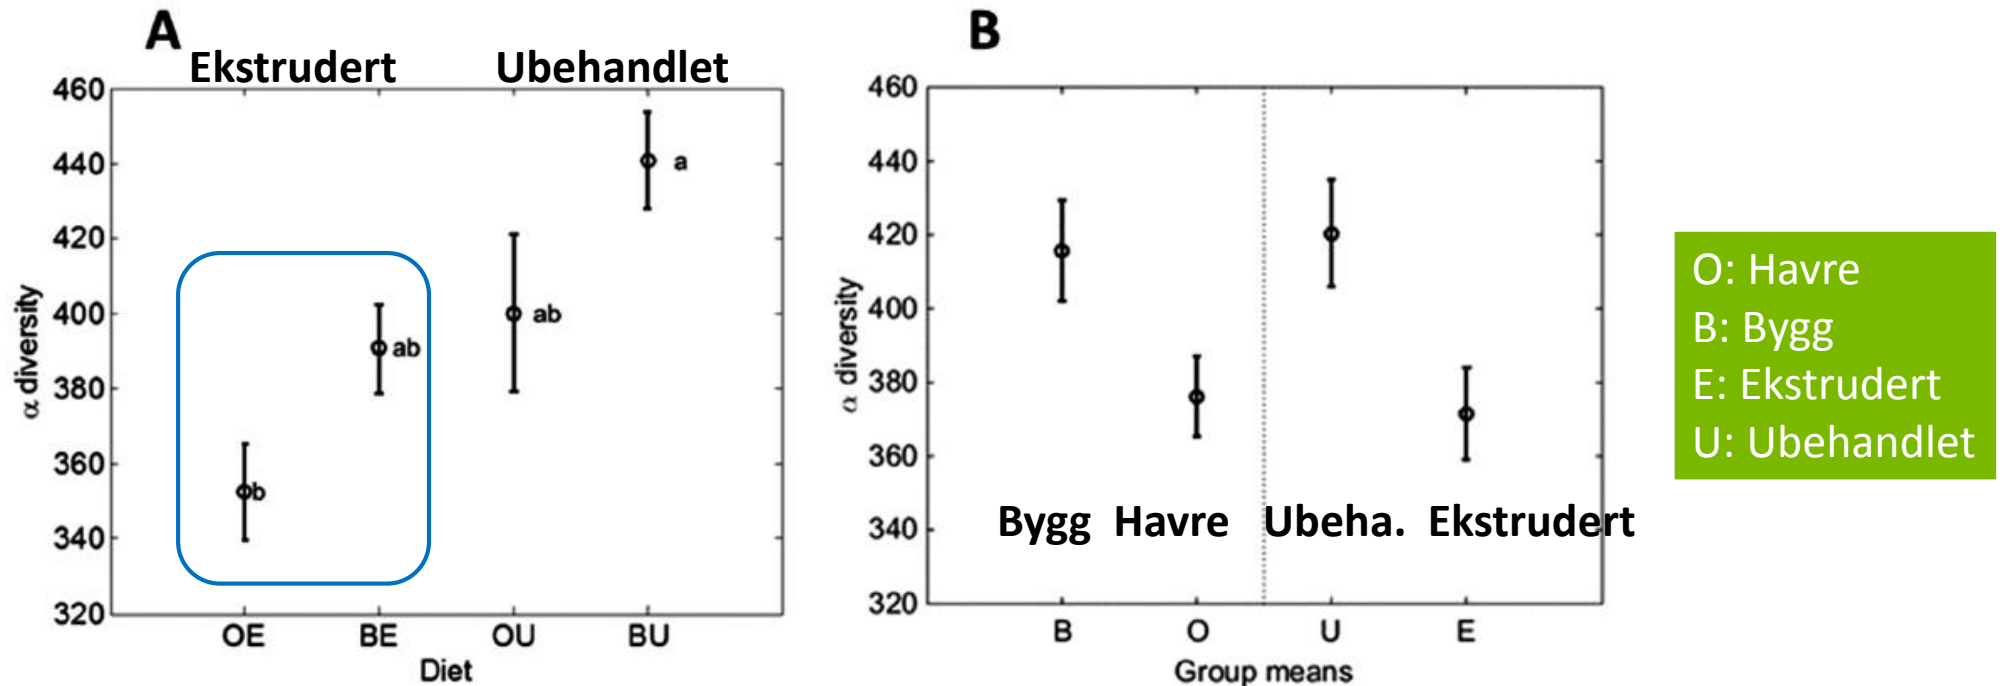 A
Ekstrudert
Ubehandlet
460
440
420
400
380
360
340
320
α diversity
a
ab
ab
b
OE
BE
OU
BU
Diet
B
460
440
420
400
380
360
340
320
α diversity
Bygg Havre Ubeha. Ekstrudert
B
O
U
E
Group means
O: Havre
B: Bygg
E: Ekstrudert
U: Ubehandlet